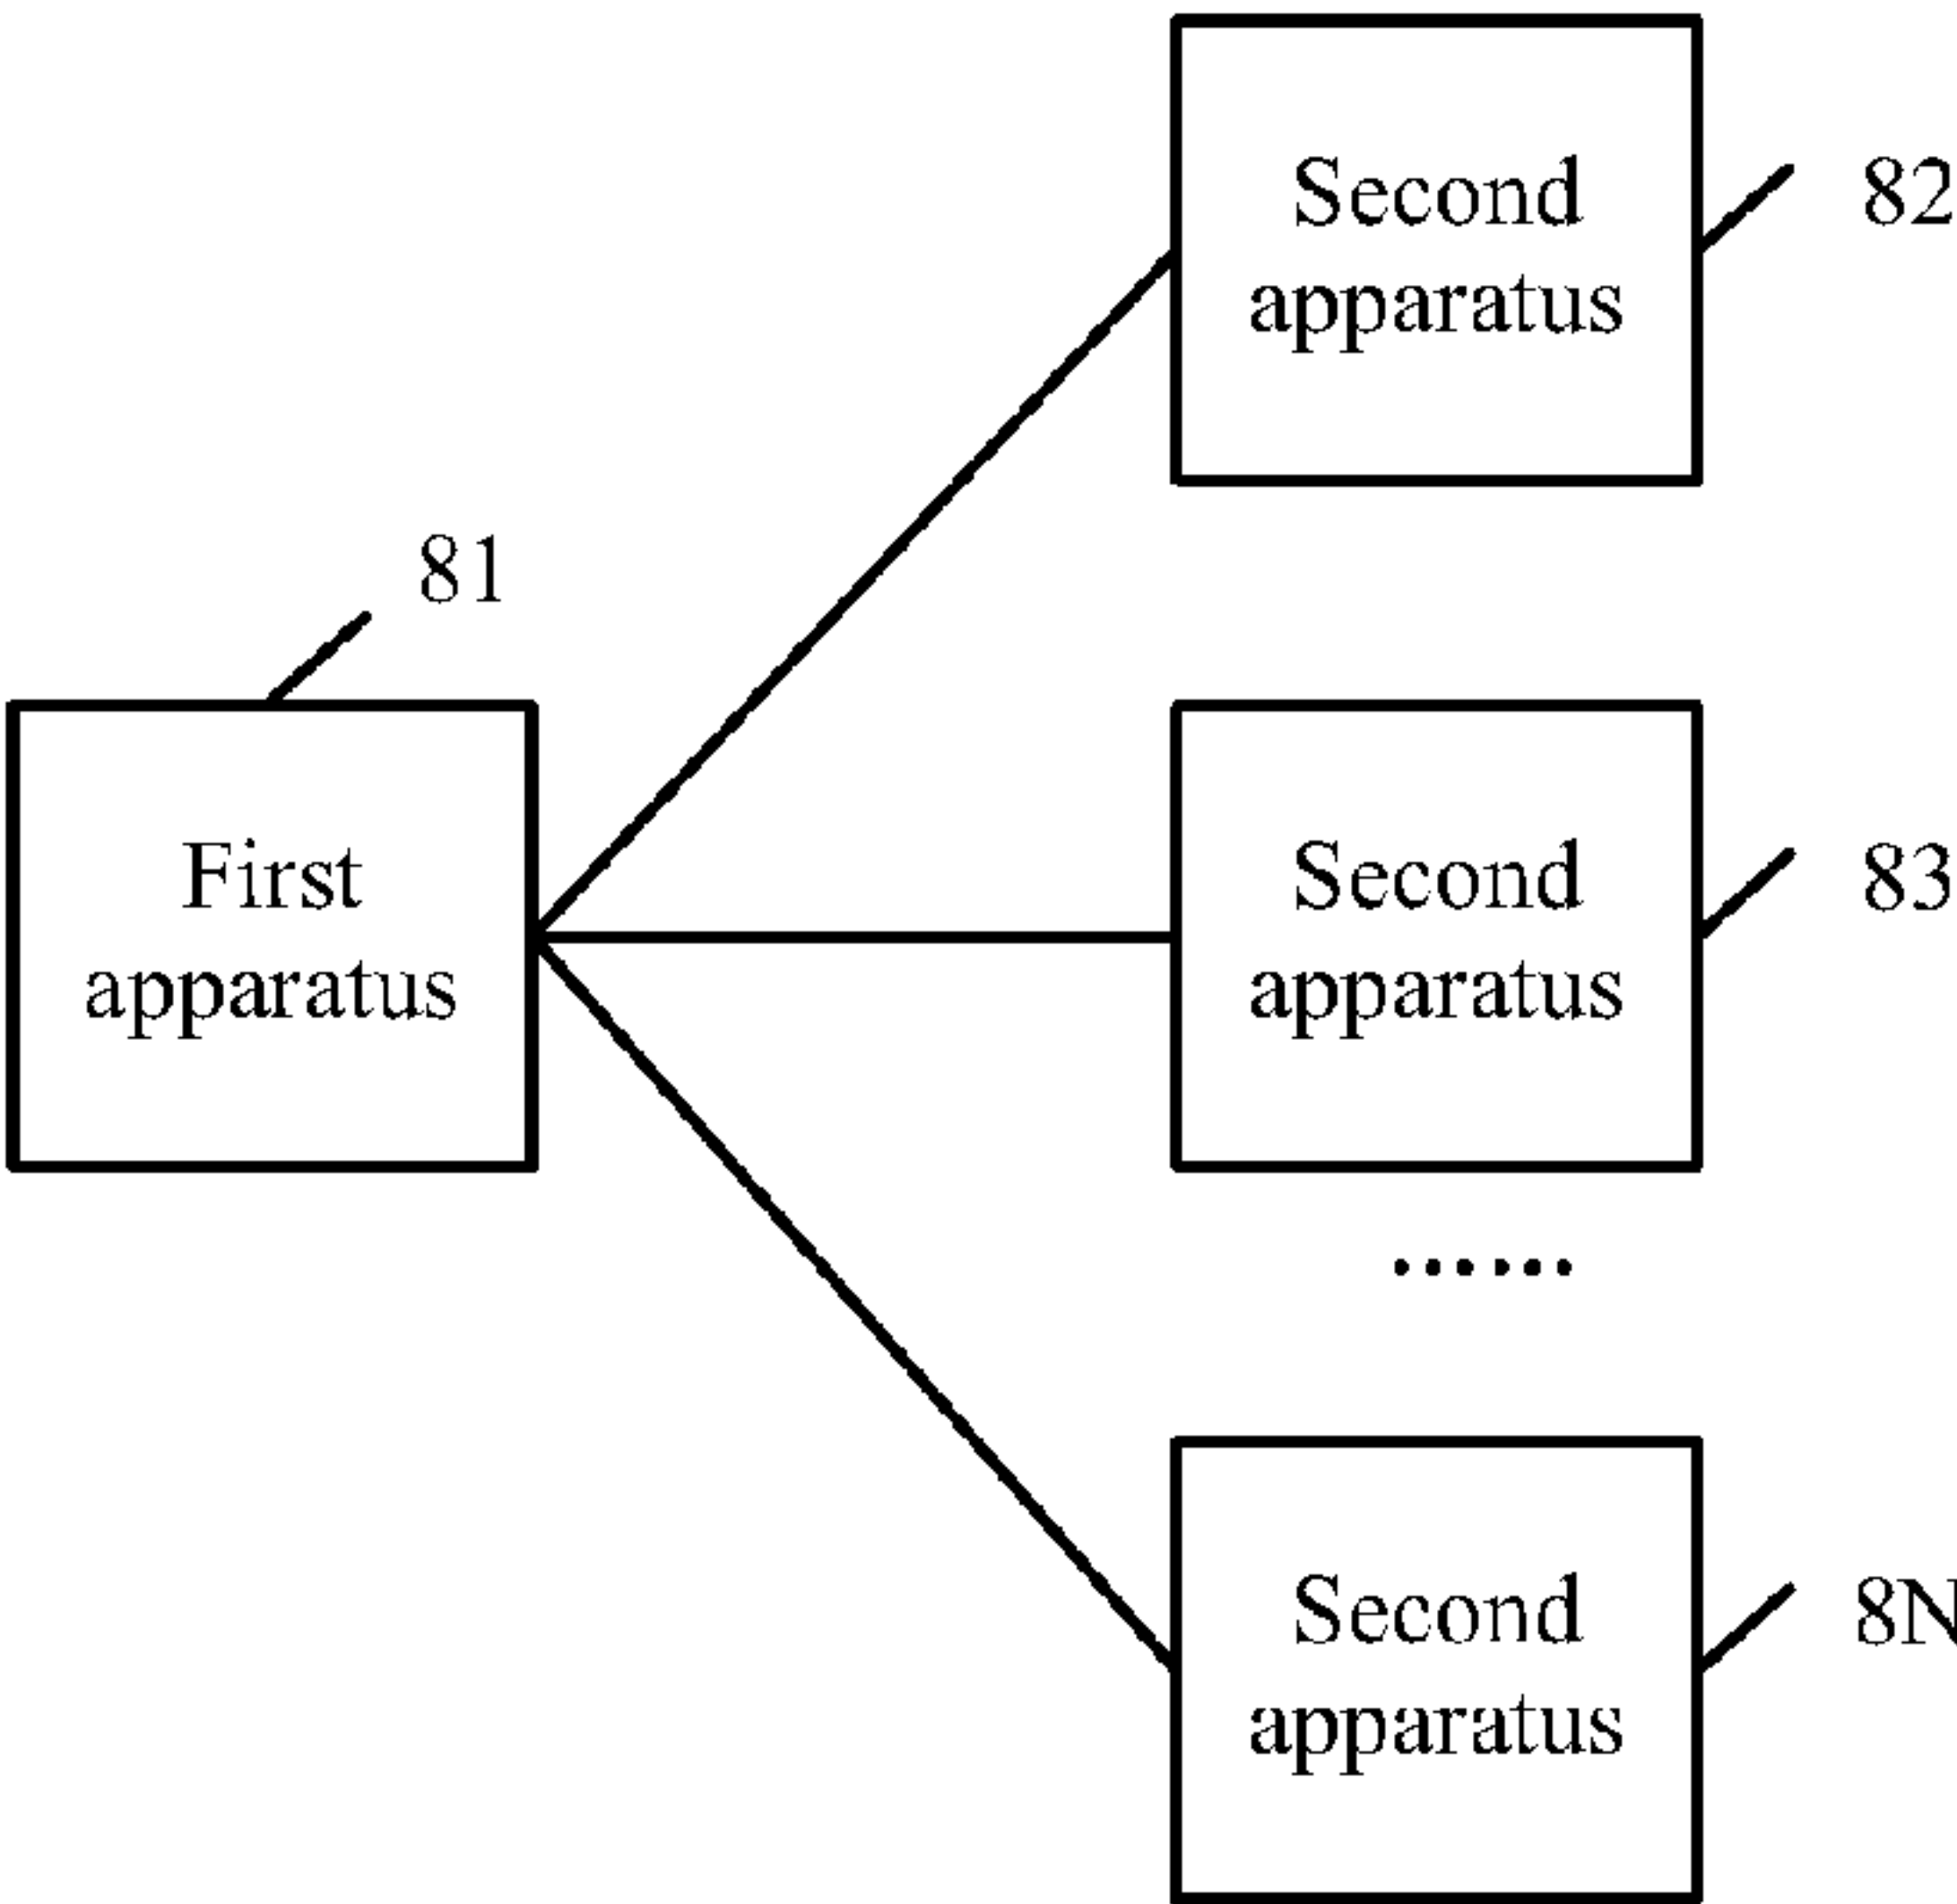 Second
apparatus
82
81
First
apparatus
Second
apparatus
83
……
Second
apparatus
8N